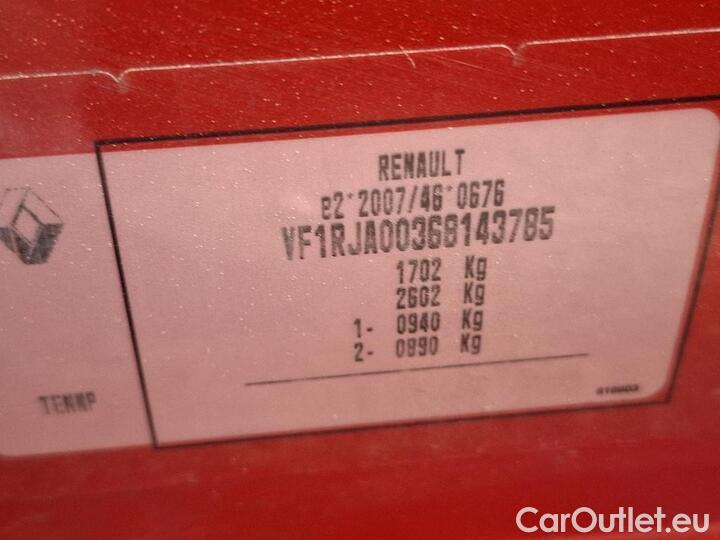 RENAULT
e2*2007/46*0676
VF1RJA00368143785
1702 Kg
2602 Kg
1- 0940 Kg
2- 0890 Kg
TENNP
CarOutlet.eu